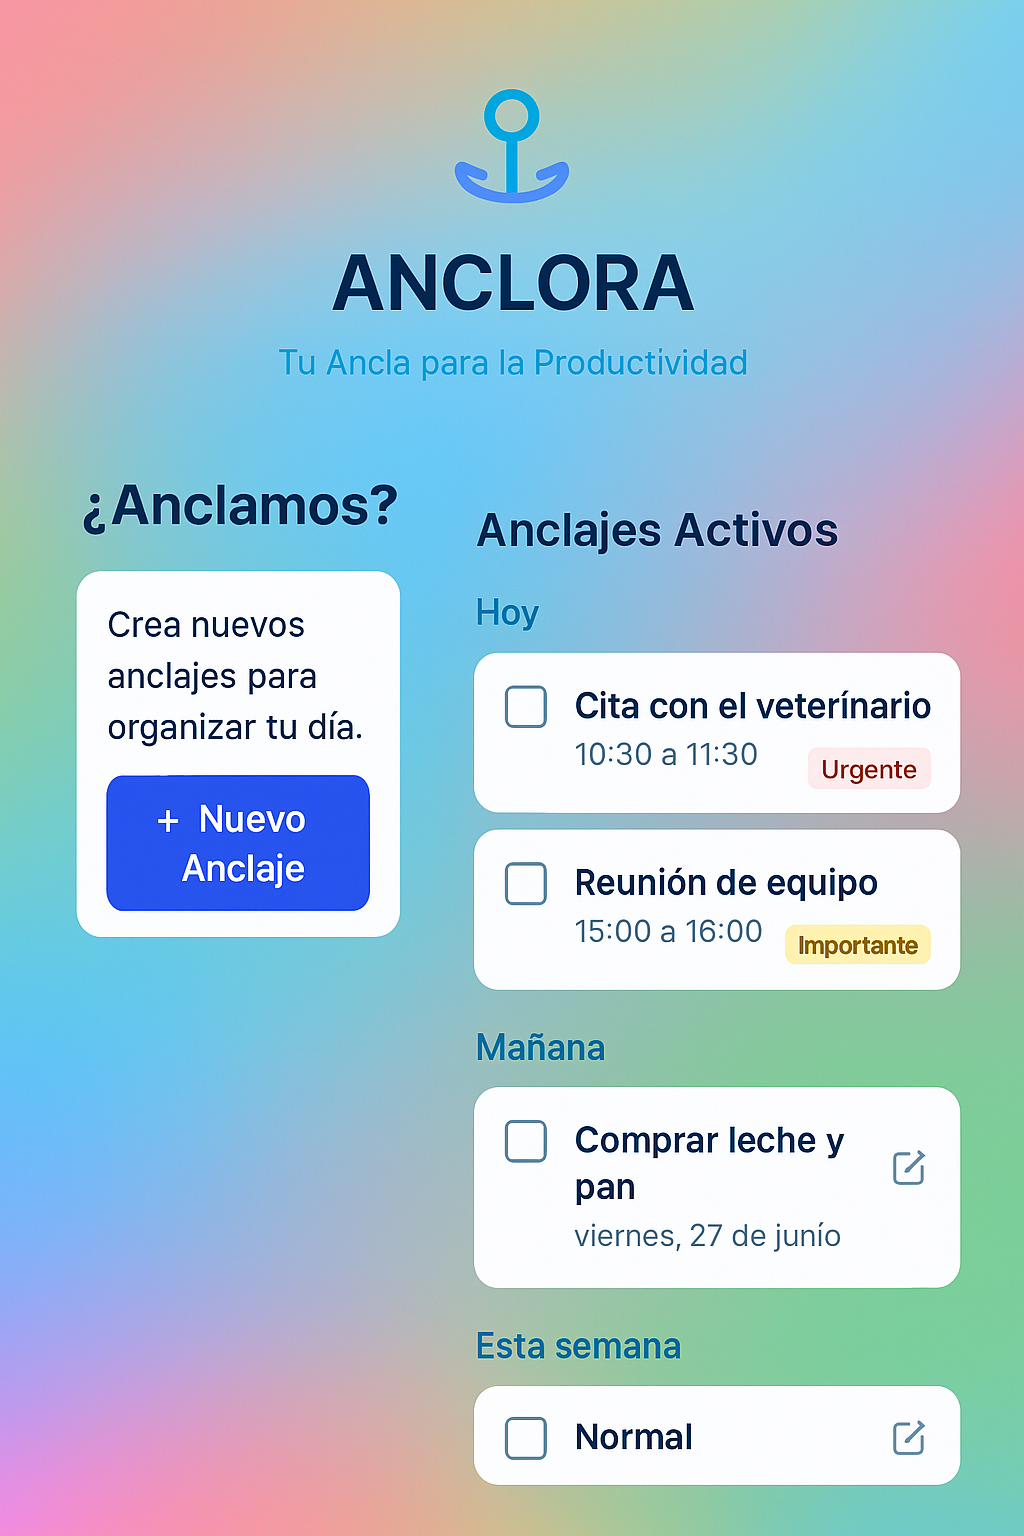 ANCLORA
Tu Ancla para la Productividad
¿Anclamos?
Crea nuevos
anclajes para
organizar tu día.
+ Nuevo
Anclaje
Anclajes Activos
Hoy
Cita con el veterínario
10:30 a 11:30
Urgente
Reunión de equipo
15:00 a 16:00
Importante
Mañana
Comprar leche y
pan
viernes, 27 de junío
Esta semana
Normal